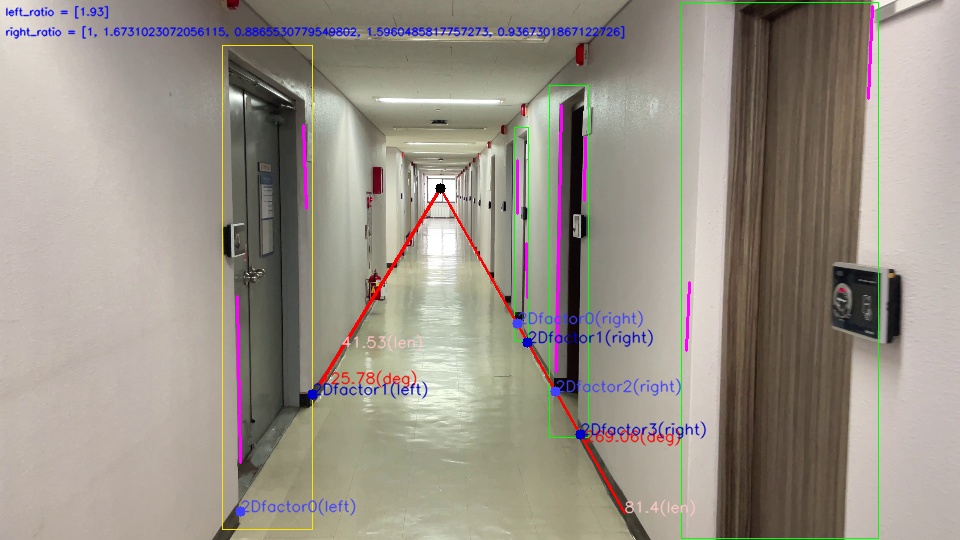 left_ratio = [1.93]
right_ratio = [1, 1.6731023072056115, 0.8865530779549802, 1.5960485817757273, 0.9367301867122726]
2Dfactor0(right)
2Dfactor1(right)
41.53(len)
25.78(deg)
2Dfactor1(left)
2Dfactor2(right)
2Dfactor3(right)
269.06(deg)
2Dfactor0(left)
81.4(len)